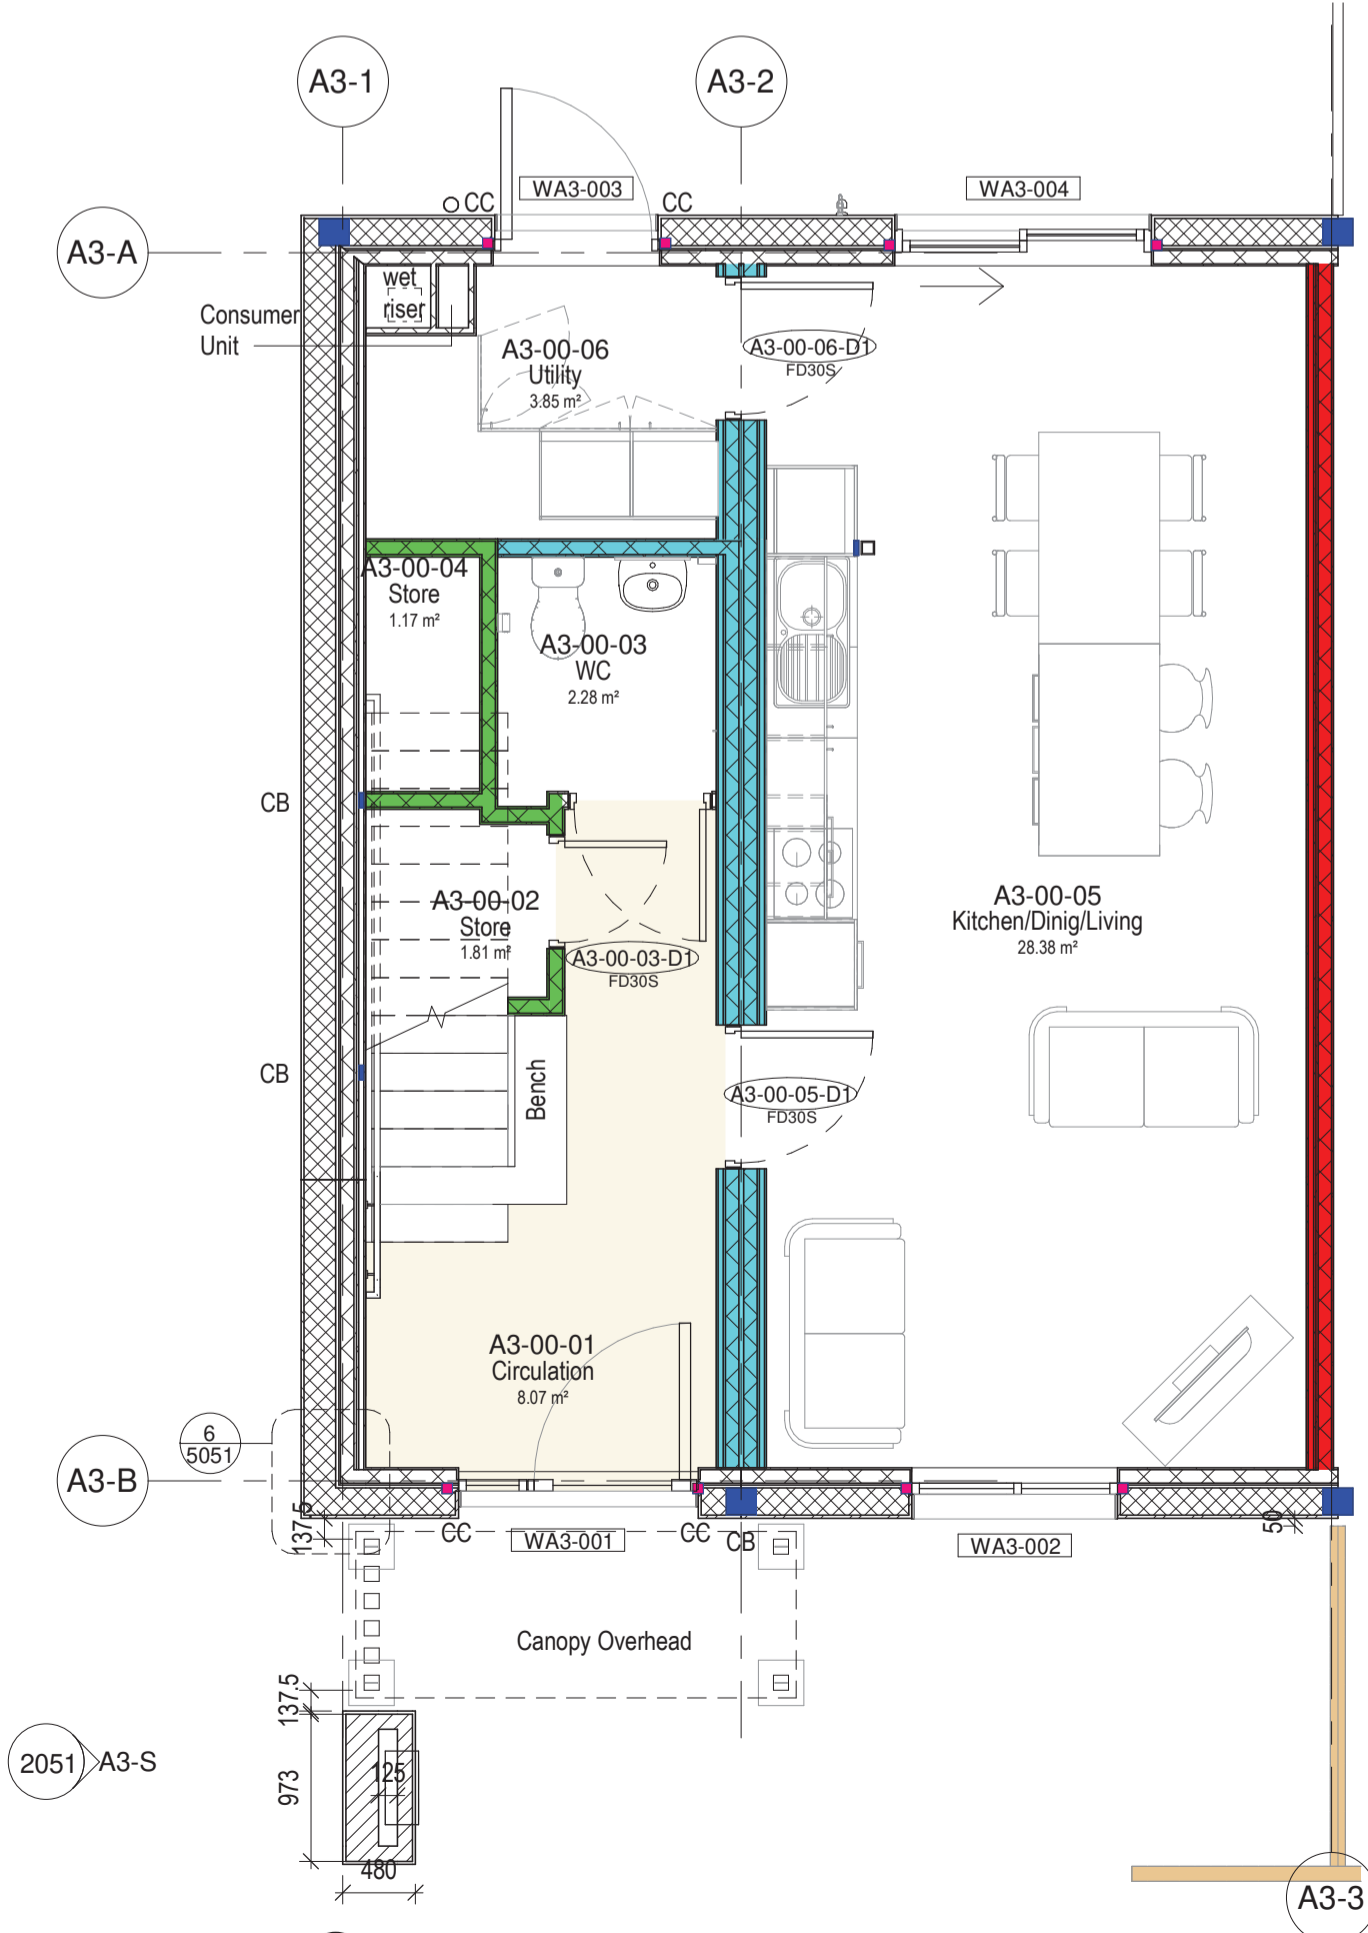 A3-1
A3-2
WA3-003
WA3-004
CC
CC
A3-A
wet
riser
Consumer
Unit
A3-00-06
Utility
3.85 m²
A3-00-06-D1
FD30S
A3-00-04
Store
1.17 m²
A3-00-03
WC
2.28 m²
CB
A3-00-02
Store
1.81 m²
A3-00-03-D1
FD30S
A3-00-05
Kitchen/Dinig/Living
28.38 m²
CB
Bench
A3-00-05-D1
FD30S
A3-00-01
Circulation
8.07 m²
6
5051
A3-B
137.5
CC
WA3-001
CC
CB
WA3-002
50
Canopy Overhead
137.5
2051
A3-S
973
125
480
A3-3